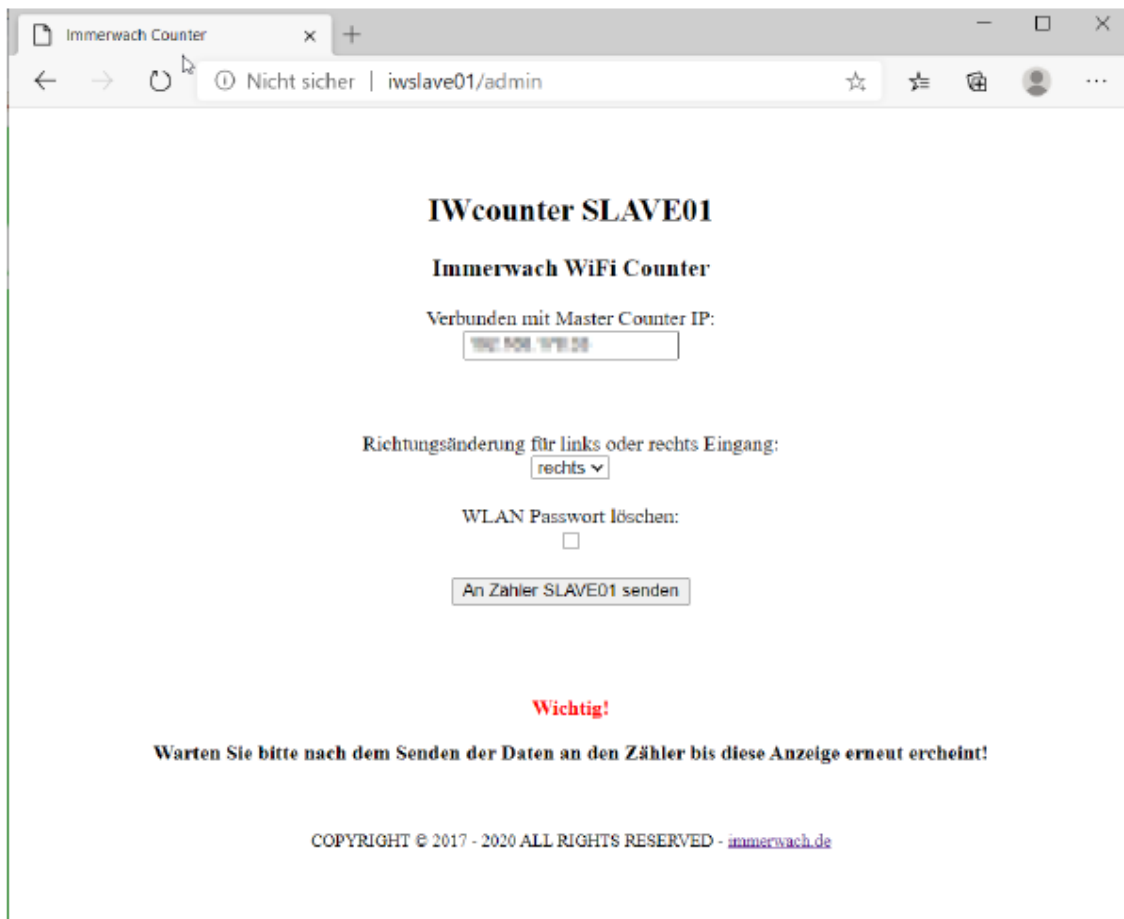 Immerwach Counter
Nicht sicher | iwslave01/admin
IWcounter SLAVE01
Immerwach WiFi Counter
Verbunden mit Master Counter IP:
Richtungsänderung für links oder rechts Eingang:
rechts
WLAN Passwort löschen:
An Zähler SLAVE01 senden
Wichtig!
Warten Sie bitte nach dem Senden der Daten an den Zähler bis diese Anzeige erneut ercheint!
COPYRIGHT © 2017 - 2020 ALL RIGHTS RESERVED - immerwach.de